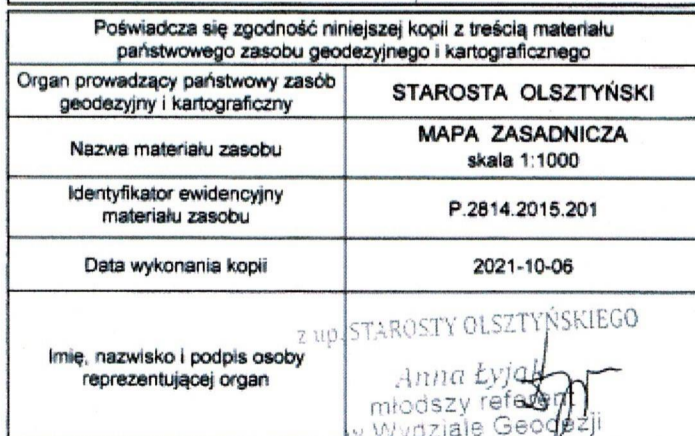 Poświadcza się zgodność niniejszej kopii z treścią materiału
państwowego zasobu geodezyjnego i kartograficznego
Organ prowadzący państwowy zasób
geodezyjny i kartograficzny
STAROSTA OLSZTYŃSKI
Nazwa materiału zasobu
MAPA ZASADNICZA
skala 1:1000
Identyfikator ewidencyjny
materiału zasobu
P.2814.2015.201
Data wykonania kopii
2021-10-06
Imię, nazwisko i podpis osoby
reprezentującej organ
z up. STAROSTY OLSZTYŃSKIEGO
Anna Łyjak
młodszy referent
w Wydziale Geodezji